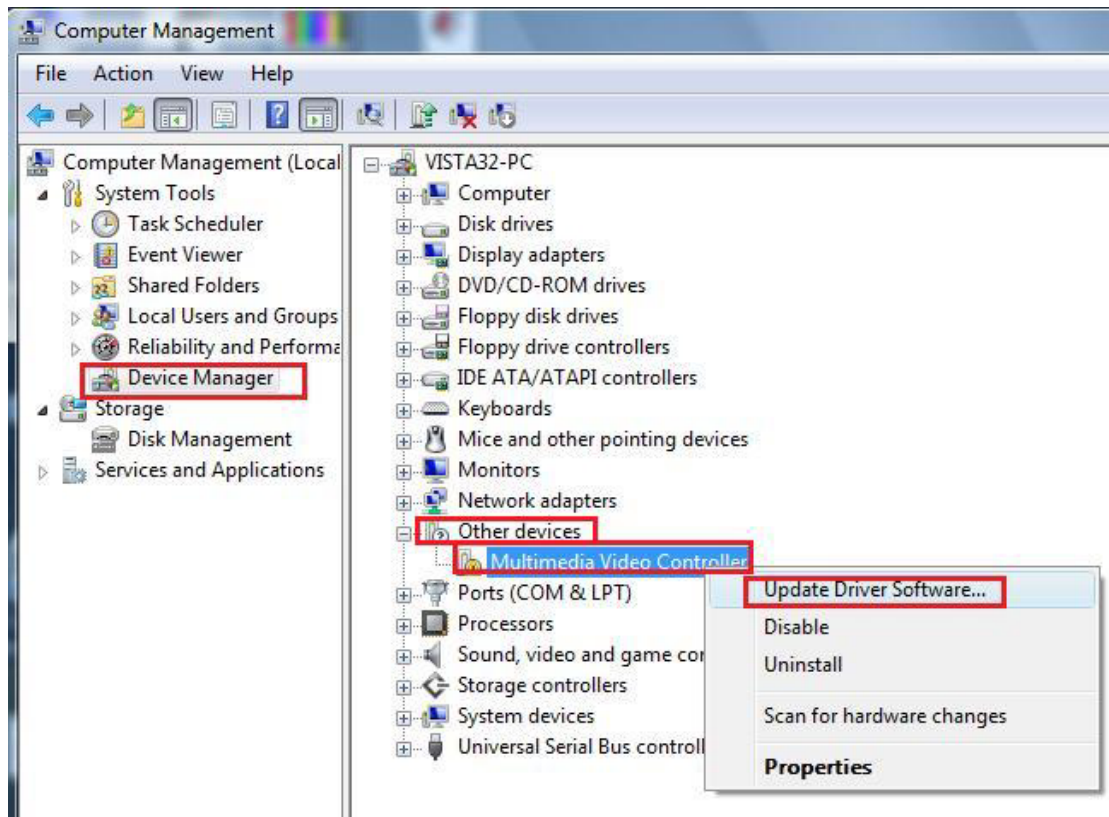 Computer Management
File Action View Help
Computer Management (Local
System Tools
Task Scheduler
Event Viewer
Shared Folders
Local Users and Groups
Reliability and Performa
Device Manager
Storage
Disk Management
Services and Applications
VISTA32-PC
Computer
Disk drives
Display adapters
DVD/CD-ROM drives
Floppy disk drives
Floppy drive controllers
IDE ATA/ATAPI controllers
Keyboards
Mice and other pointing devices
Monitors
Network adapters
Other devices
Multimedia Video Controller
Ports (COM & LPT)
Processors
Sound, video and game cor
Storage controllers
System devices
Universal Serial Bus controll
Update Driver Software...
Disable
Uninstall
Scan for hardware changes
Properties